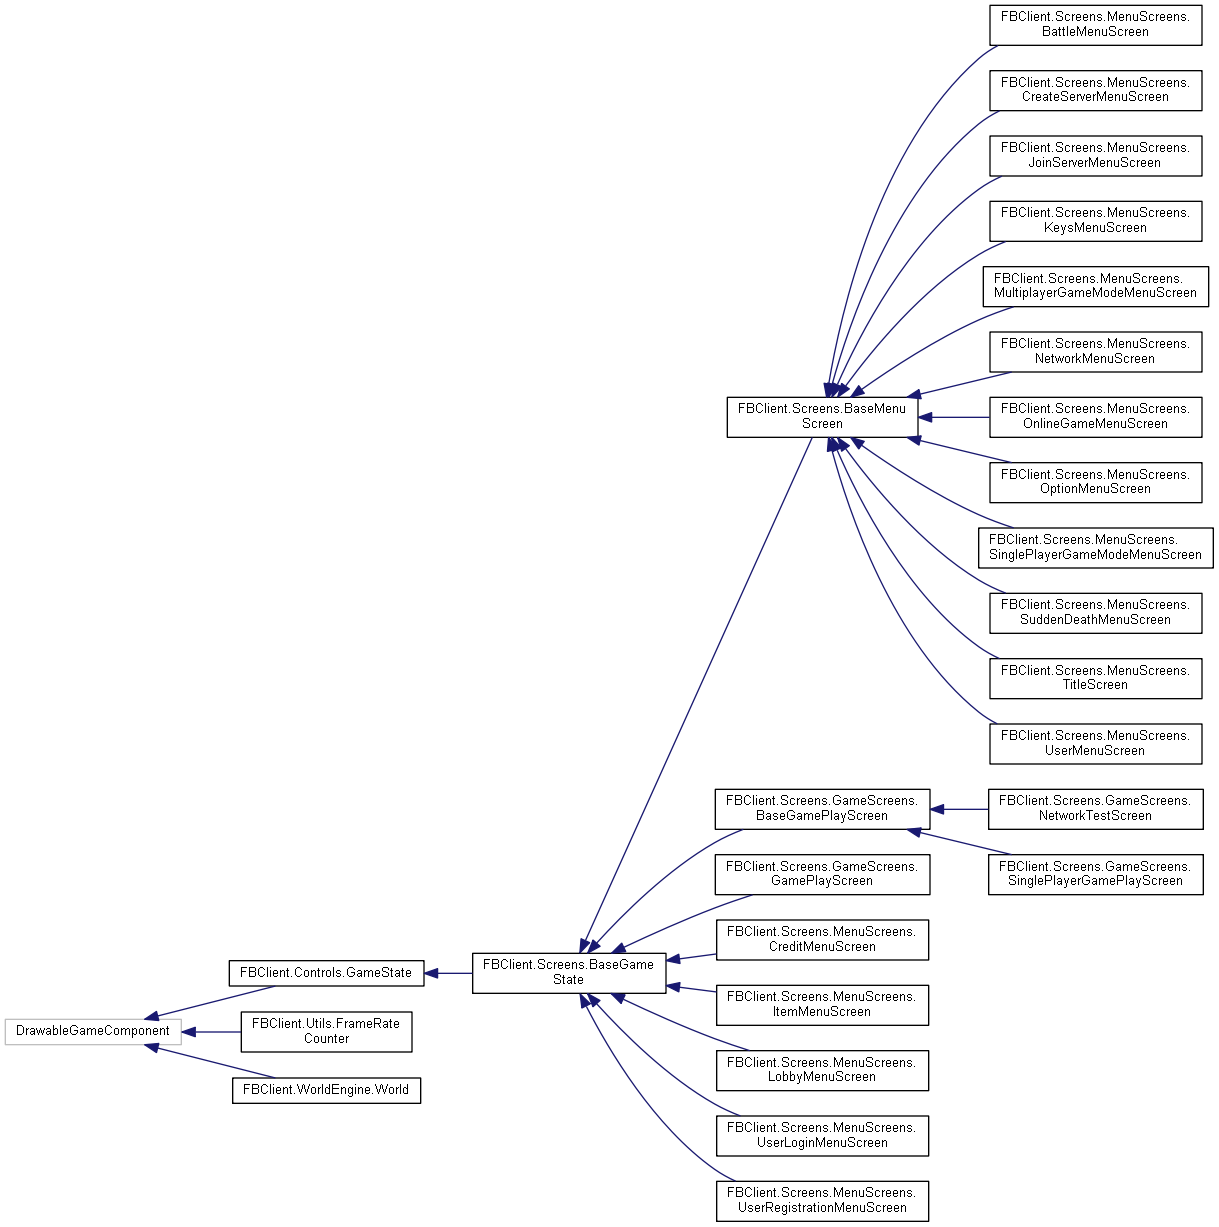 FBClient.Screens.MenuScreens.
BattleMenuScreen
FBClient.Screens.MenuScreens.
CreateServerMenuScreen
FBClient.Screens.MenuScreens.
JoinServerMenuScreen
FBClient.Screens.MenuScreens.
KeysMenuScreen
FBClient.Screens.MenuScreens.
MultiplayerGameModeMenuScreen
FBClient.Screens.MenuScreens.
NetworkMenuScreen
FBClient.Screens.BaseMenu
Screen
FBClient.Screens.MenuScreens.
OnlineGameMenuScreen
FBClient.Screens.MenuScreens.
OptionMenuScreen
FBClient.Screens.MenuScreens.
SinglePlayerGameModeMenuScreen
FBClient.Screens.MenuScreens.
SuddenDeathMenuScreen
FBClient.Screens.MenuScreens.
TitleScreen
FBClient.Screens.MenuScreens.
UserMenuScreen
FBClient.Screens.GameScreens.
BaseGamePlayScreen
FBClient.Screens.GameScreens.
NetworkTestScreen
FBClient.Screens.GameScreens.
GamePlayScreen
FBClient.Screens.GameScreens.
SinglePlayerGamePlayScreen
FBClient.Screens.MenuScreens.
CreditMenuScreen
FBClient.Controls.GameState
FBClient.Screens.BaseGame
State
FBClient.Screens.MenuScreens.
ItemMenuScreen
DrawableGameComponent
FBClient.Utils.FrameRate
Counter
FBClient.Screens.MenuScreens.
LobbyMenuScreen
FBClient.WorldEngine.World
FBClient.Screens.MenuScreens.
UserLoginMenuScreen
FBClient.Screens.MenuScreens.
UserRegistrationMenuScreen